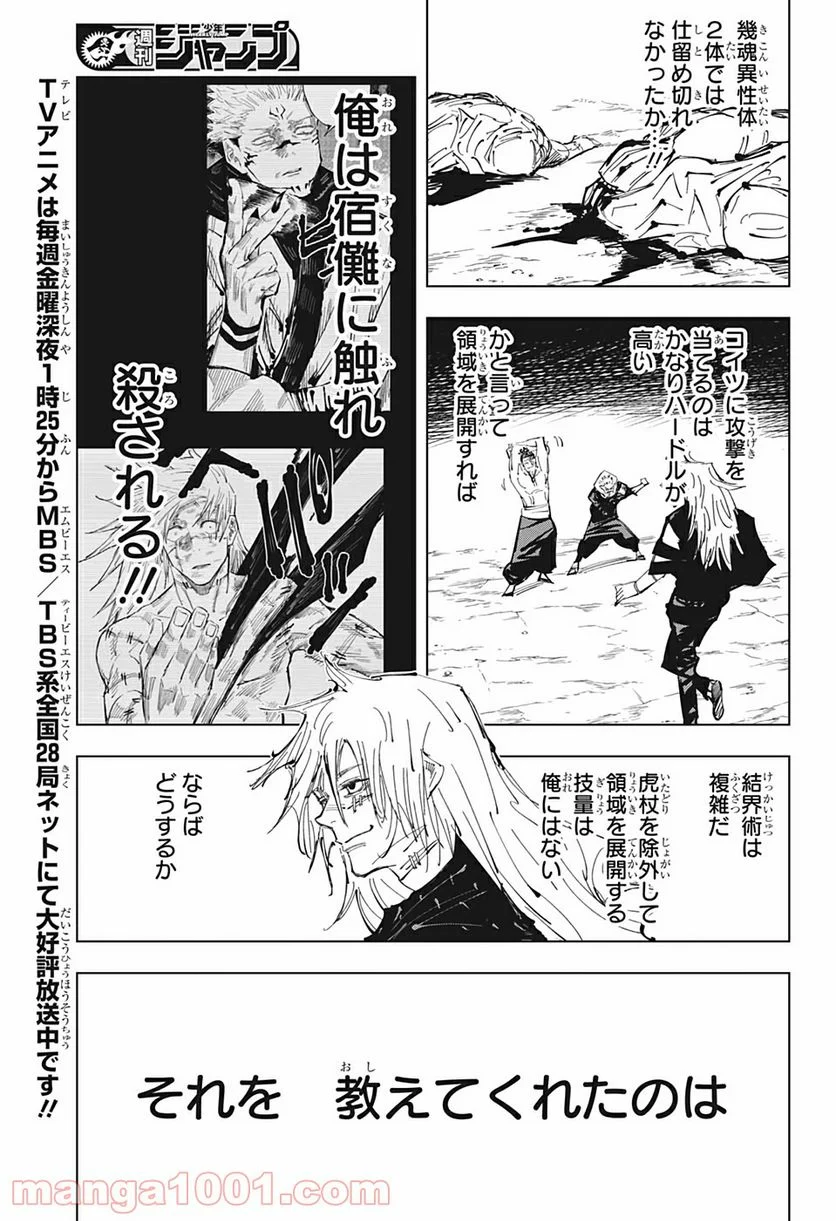 週刊
少年
ジャンプ
幾魂異性体
２体では
仕留め切れ
なかったか…!!
コイツに攻撃を
当てるのは
かなりハードルが
高い
かと言って
領域を展開すれば
俺は宿儺に触れ
殺される!!
結界術は
複雑だ
虎杖を除外して
領域を展開する
技量は
俺にはない
ならば
どうするか
それを　教えてくれたのは
TVアニメは毎週金曜深夜1時25分からMBS／TBS系全国28局ネットにて大好評放送中です!!
manga1001.com